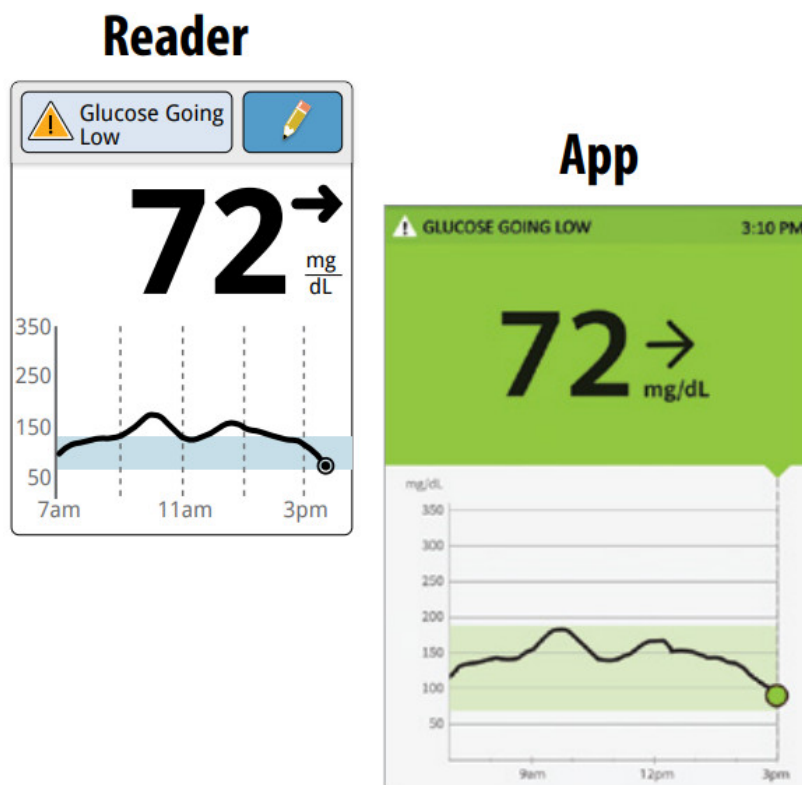 Reader
Glucose Going
Low
72
mg
dL
350
250
150
50
7am 11am 3pm
App
GLUCOSE GOING LOW 3:10 PM
72
mg/dL
mg/dL
350
300
250
200
150
100
50
9am 12pm 3pm